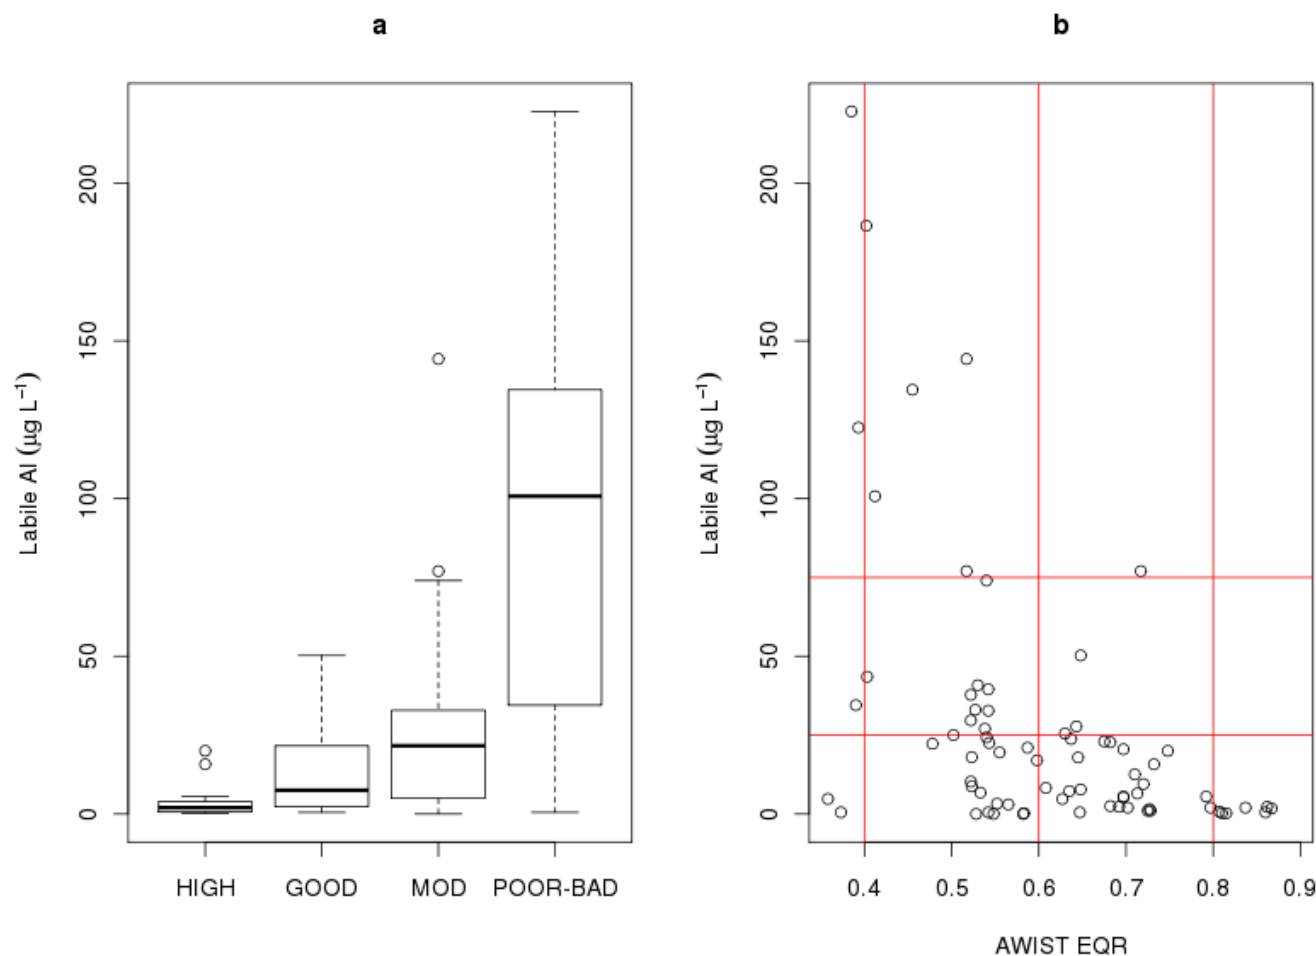 a
Labile Al (µg L⁻¹)
200
150
100
50
0
HIGH GOOD MOD POOR-BAD
b
Labile Al (µg L⁻¹)
200
150
100
50
0
0.4 0.5 0.6 0.7 0.8 0.9
AWIST EQR